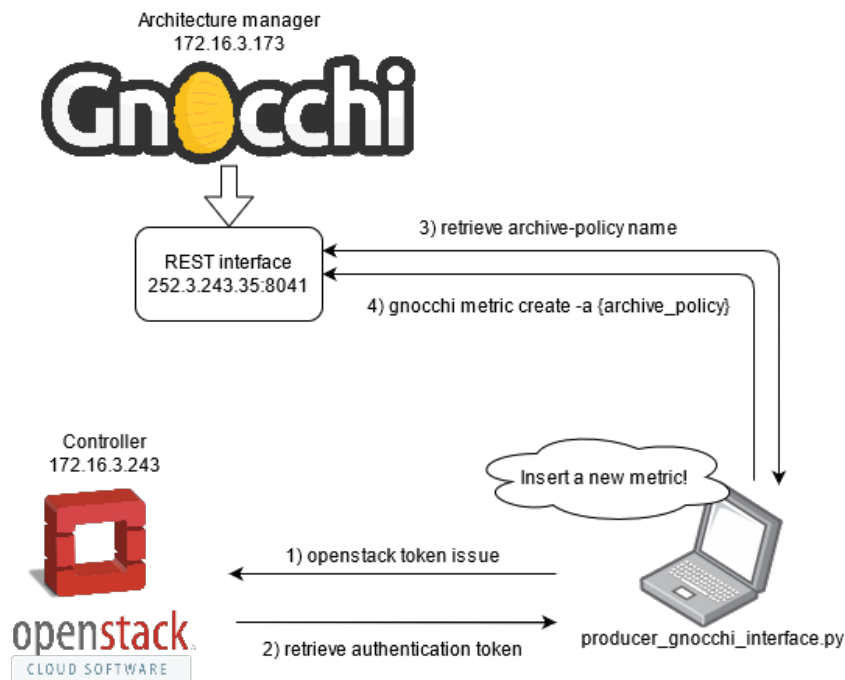 Architecture manager
172.16.3.173
Gnocchi
REST interface
252.3.243.35:8041
3) retrieve archive-policy name
4) gnocchi metric create -a {archive_policy}
Controller
172.16.3.243
Insert a new metric!
1) openstack token issue
2) retrieve authentication token
openstack
CLOUD SOFTWARE
producer_gnocchi_interface.py